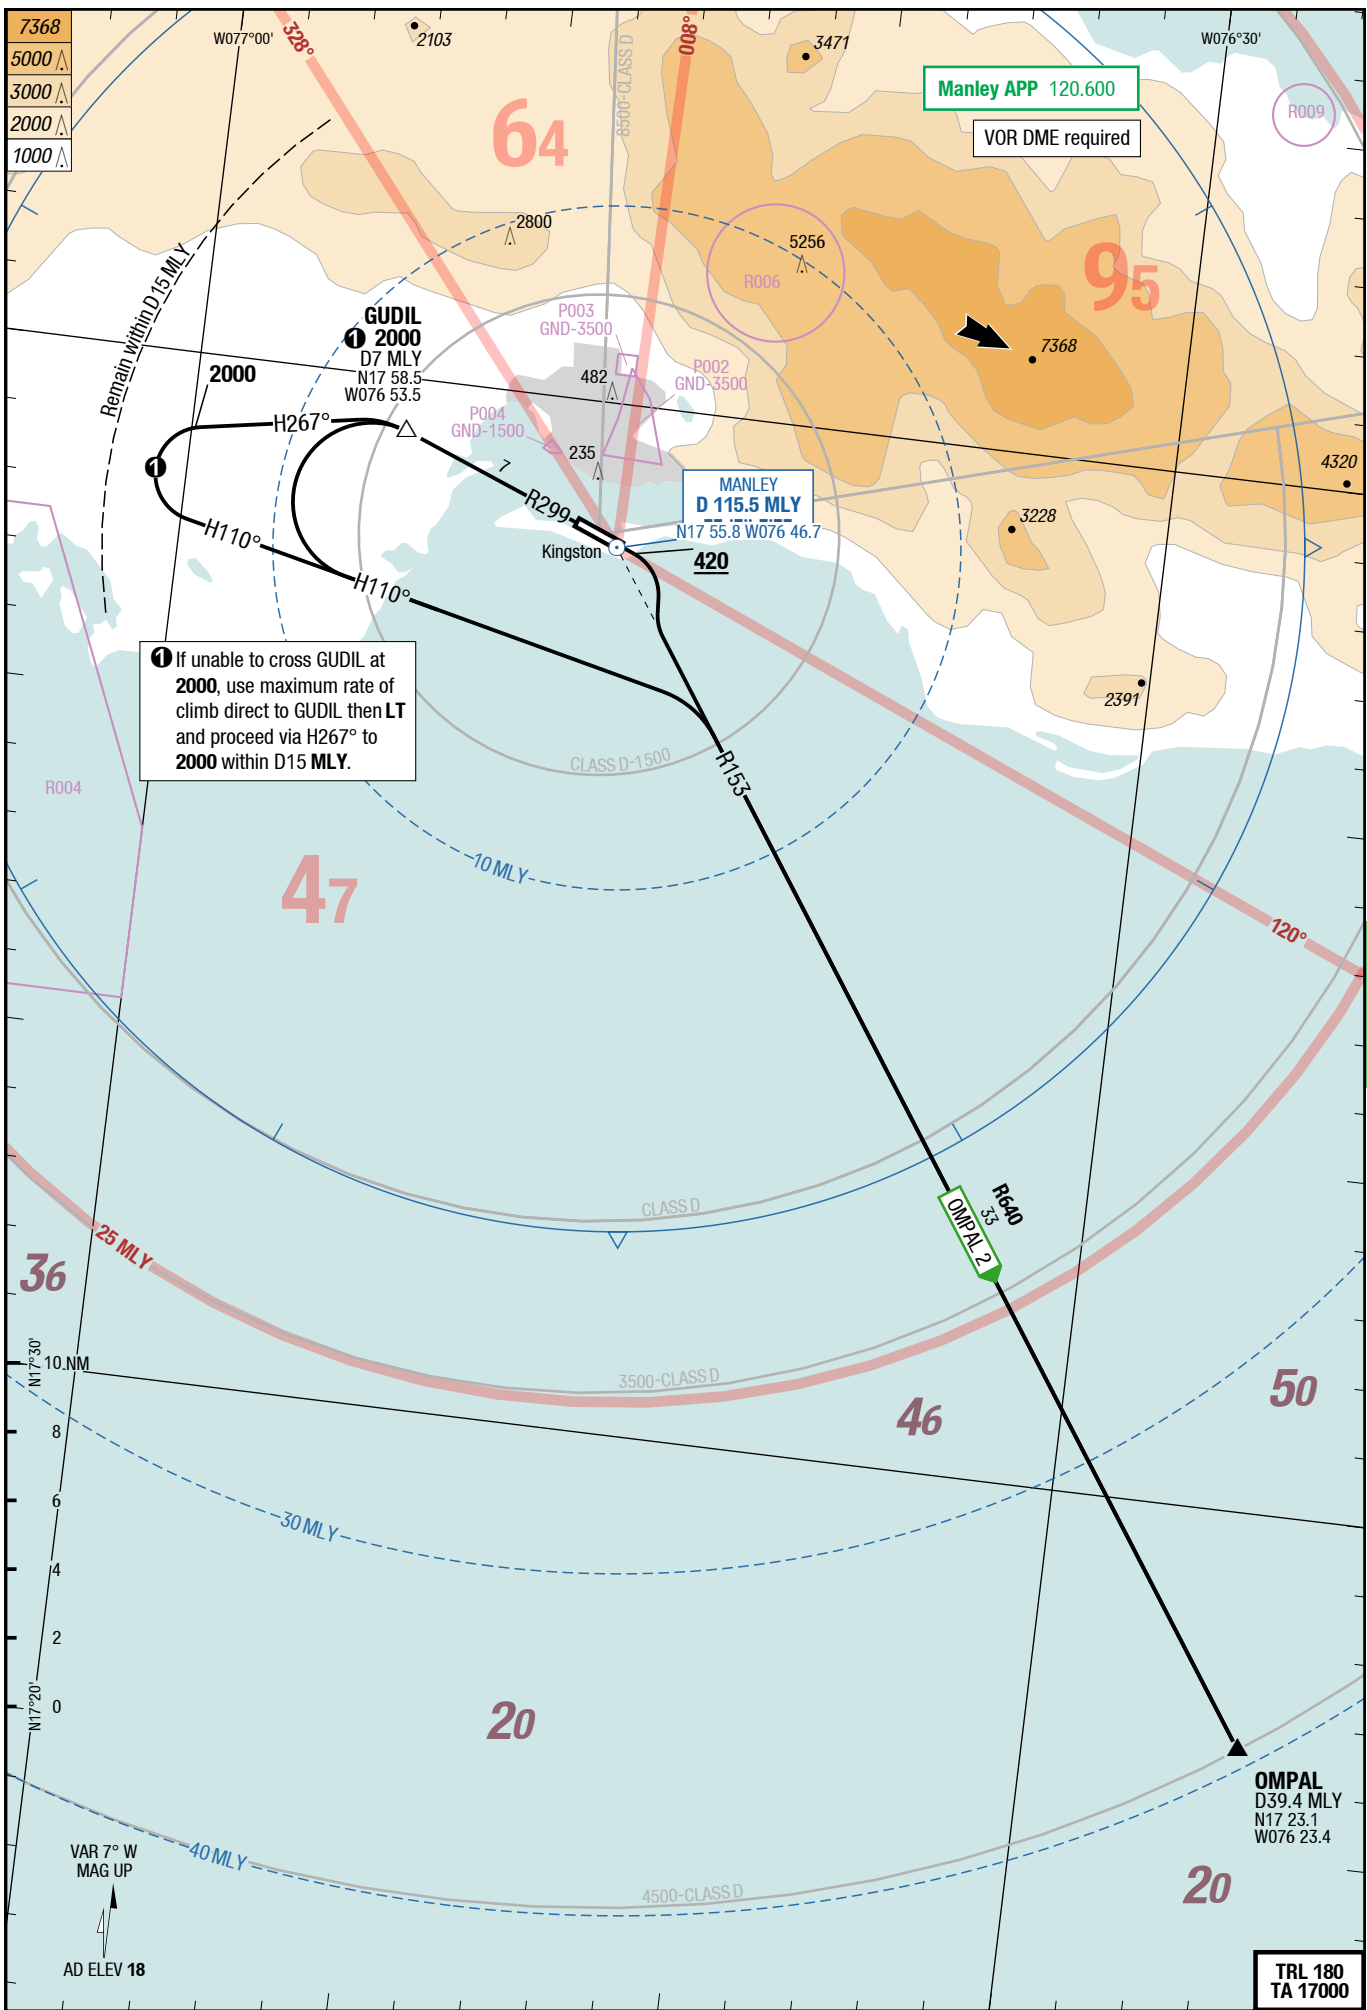 7368
5000
3000
2000
1000
W077°00'
328°
2103
8500-CLASS D
008°
3471
W076°30'
Manley APP 120.600
VOR DME required
R009
64
2800
5256
R006
95
Remain within D15 MLY
GUDIL
1 2000
D7 MLY
N17 58.5
W076 53.5
P003
GND-3500
7368
2000
482
P002
GND-3500
H267°
P004
GND-1500
235
1
7
4320
R299
MANLEY
D 115.5 MLY
N17 55.8 W076 46.7
3228
H110°
Kingston
420
H110°
1 If unable to cross GUDIL at
2000, use maximum rate of
climb direct to GUDIL then LT
and proceed via H267° to
2000 within D15 MLY.
2391
CLASS D-1500
R153
R004
10 MLY
47
120°
CLASS D
OMPAL 2
R640
33
25 MLY
36
N17°30'
10 NM
3500-CLASS D
50
46
8
6
30 MLY
4
2
N17°20'
0
20
OMPAL
D39.4 MLY
N17 23.1
W076 23.4
VAR 7° W
MAG UP
40 MLY
4500-CLASS D
20
AD ELEV 18
TRL 180
TA 17000